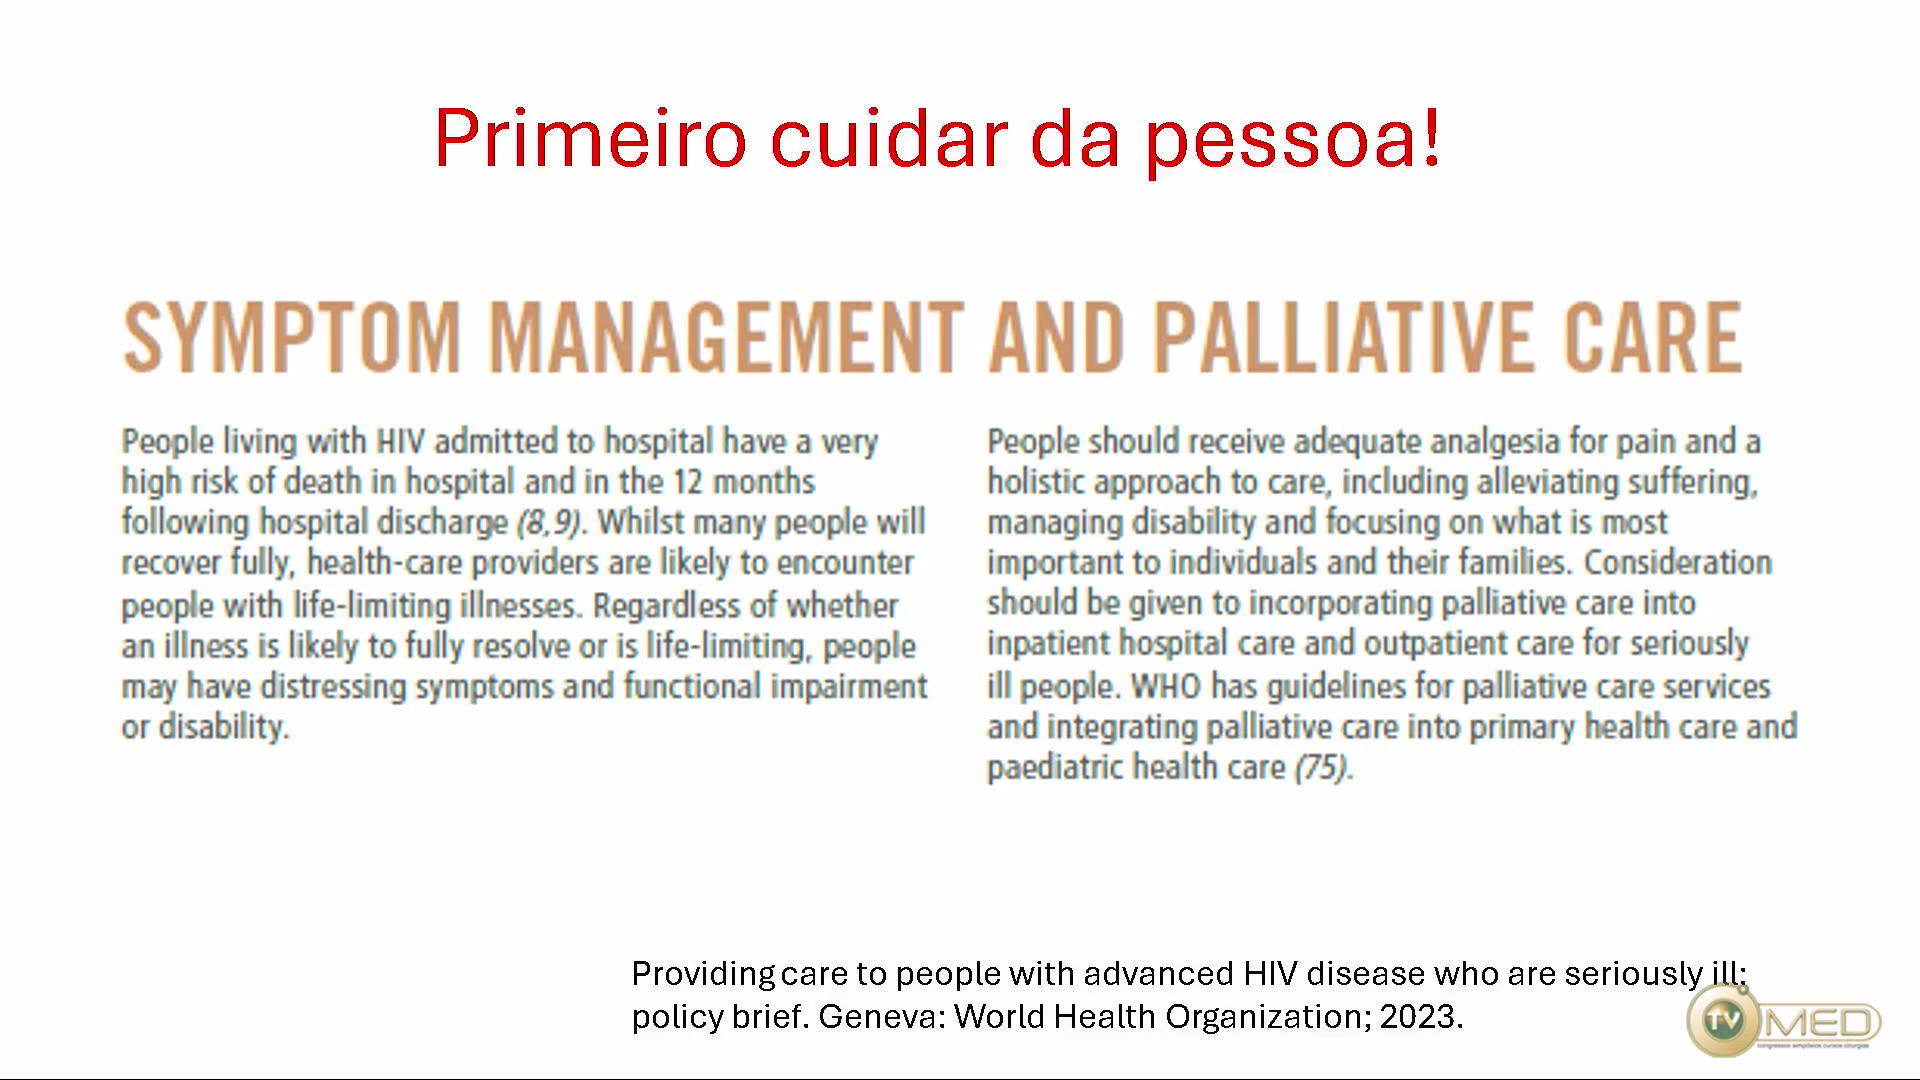 Primeiro cuidar da pessoa!
SYMPTOM MANAGEMENT AND PALLIATIVE CARE
People living with HIV admitted to hospital have a very
high risk of death in hospital and in the 12 months
following hospital discharge (8,9). Whilst many people will
recover fully, health-care providers are likely to encounter
people with life-limiting illnesses. Regardless of whether
an illness is likely to fully resolve or is life-limiting, people
may have distressing symptoms and functional impairment
or disability.
People should receive adequate analgesia for pain and a
holistic approach to care, including alleviating suffering,
managing disability and focusing on what is most
important to individuals and their families. Consideration
should be given to incorporating palliative care into
inpatient hospital care and outpatient care for seriously
ill people. WHO has guidelines for palliative care services
and integrating palliative care into primary health care and
paediatric health care (75).
Providing care to people with advanced HIV disease who are seriously ill:
policy brief. Geneva: World Health Organization; 2023.
TV MED